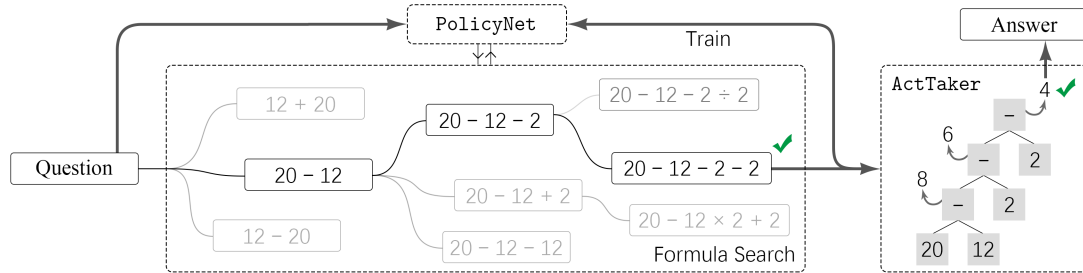 PolicyNet
Train
Answer
Question
12 + 20
20 − 12
12 − 20
20 − 12 − 2
20 − 12 + 2
20 − 12 − 12
20 − 12 − 2 ÷ 2
20 − 12 − 2 − 2
20 − 12 × 2 + 2
Formula Search
ActTaker
4
−
6
−
2
8
−
2
20
12